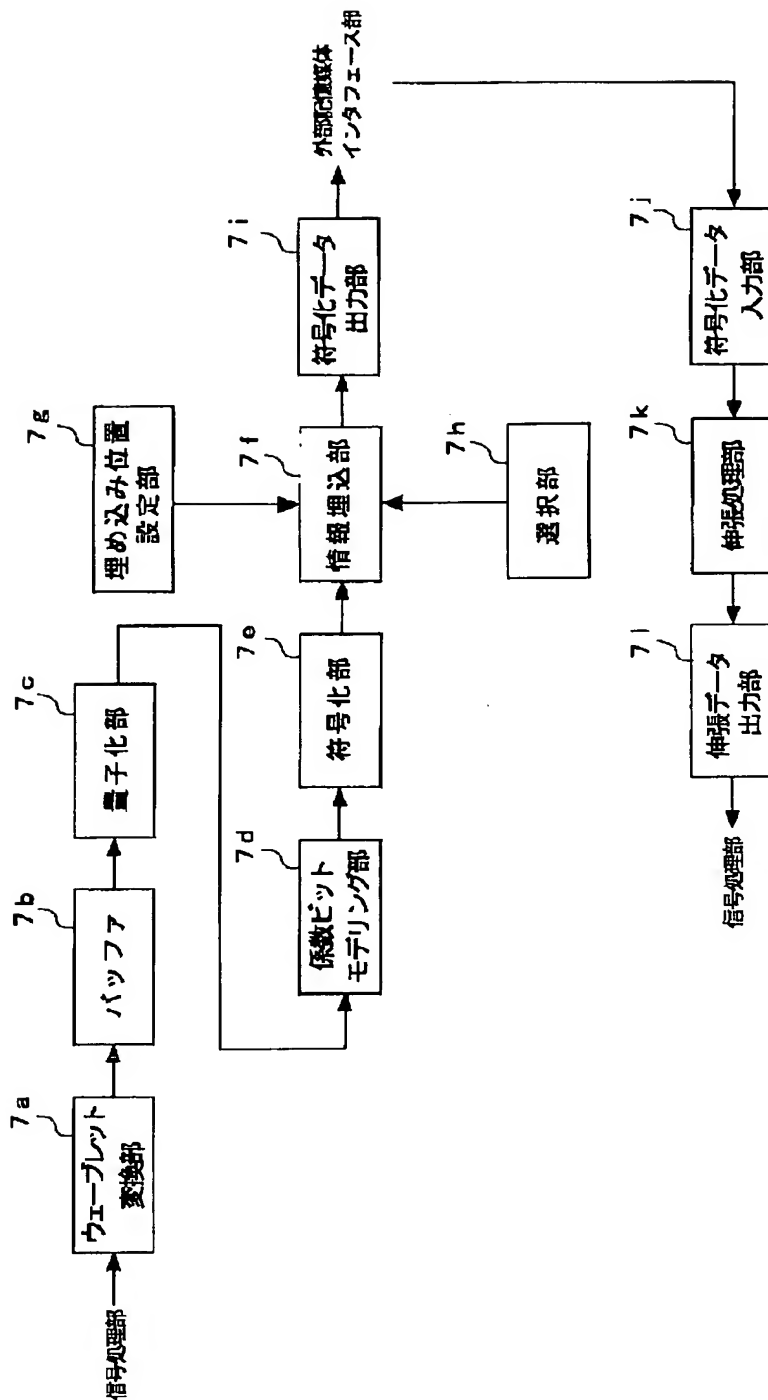 信号処理部
7a
ウェーブレット
変換部
7b
バッファ
7c
量子化部
7d
係数ビット
モデリング部
7e
符号化部
7g
埋め込み位置
設定部
7f
情報埋込部
7h
選択部
7i
符号化データ
出力部
外部記憶媒体
インタフェース部
7j
符号化データ
入力部
7k
伸張処理部
7l
伸張データ
出力部
信号処理部